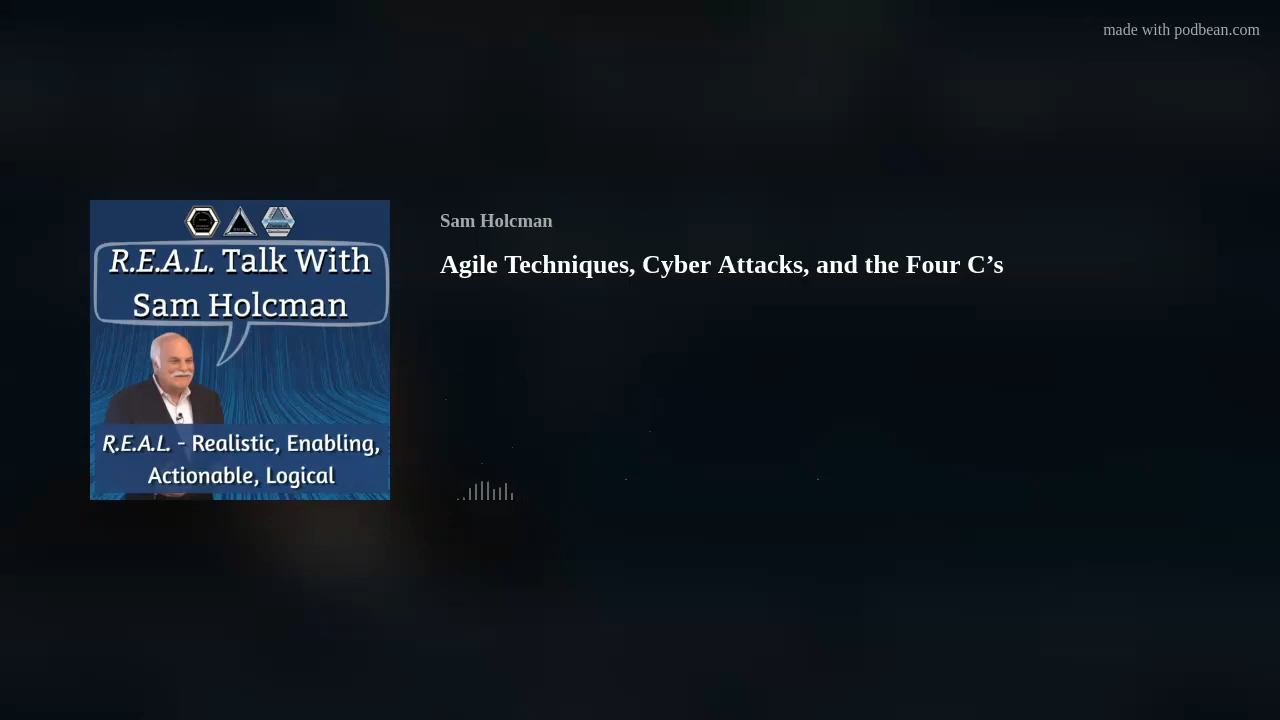 made with podbean.com
R.E.A.L. Talk With
Sam Holcman
R.E.A.L. - Realistic, Enabling,
Actionable, Logical
Sam Holcman
Agile Techniques, Cyber Attacks, and the Four C’s